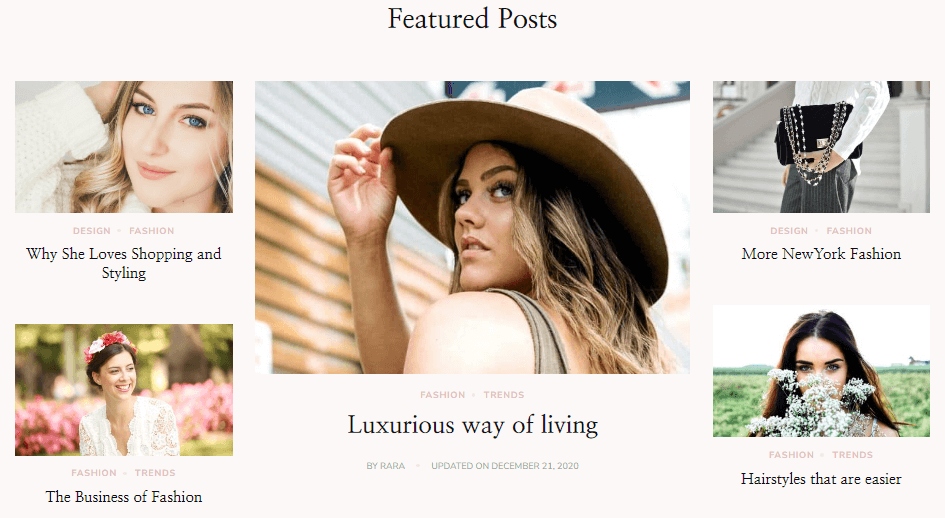 Featured Posts
DESIGN • FASHION
Why She Loves Shopping and
Styling
FASHION • TRENDS
The Business of Fashion
FASHION • TRENDS
Luxurious way of living
BY RARA • UPDATED ON DECEMBER 21, 2020
DESIGN • FASHION
More NewYork Fashion
FASHION • TRENDS
Hairstyles that are easier